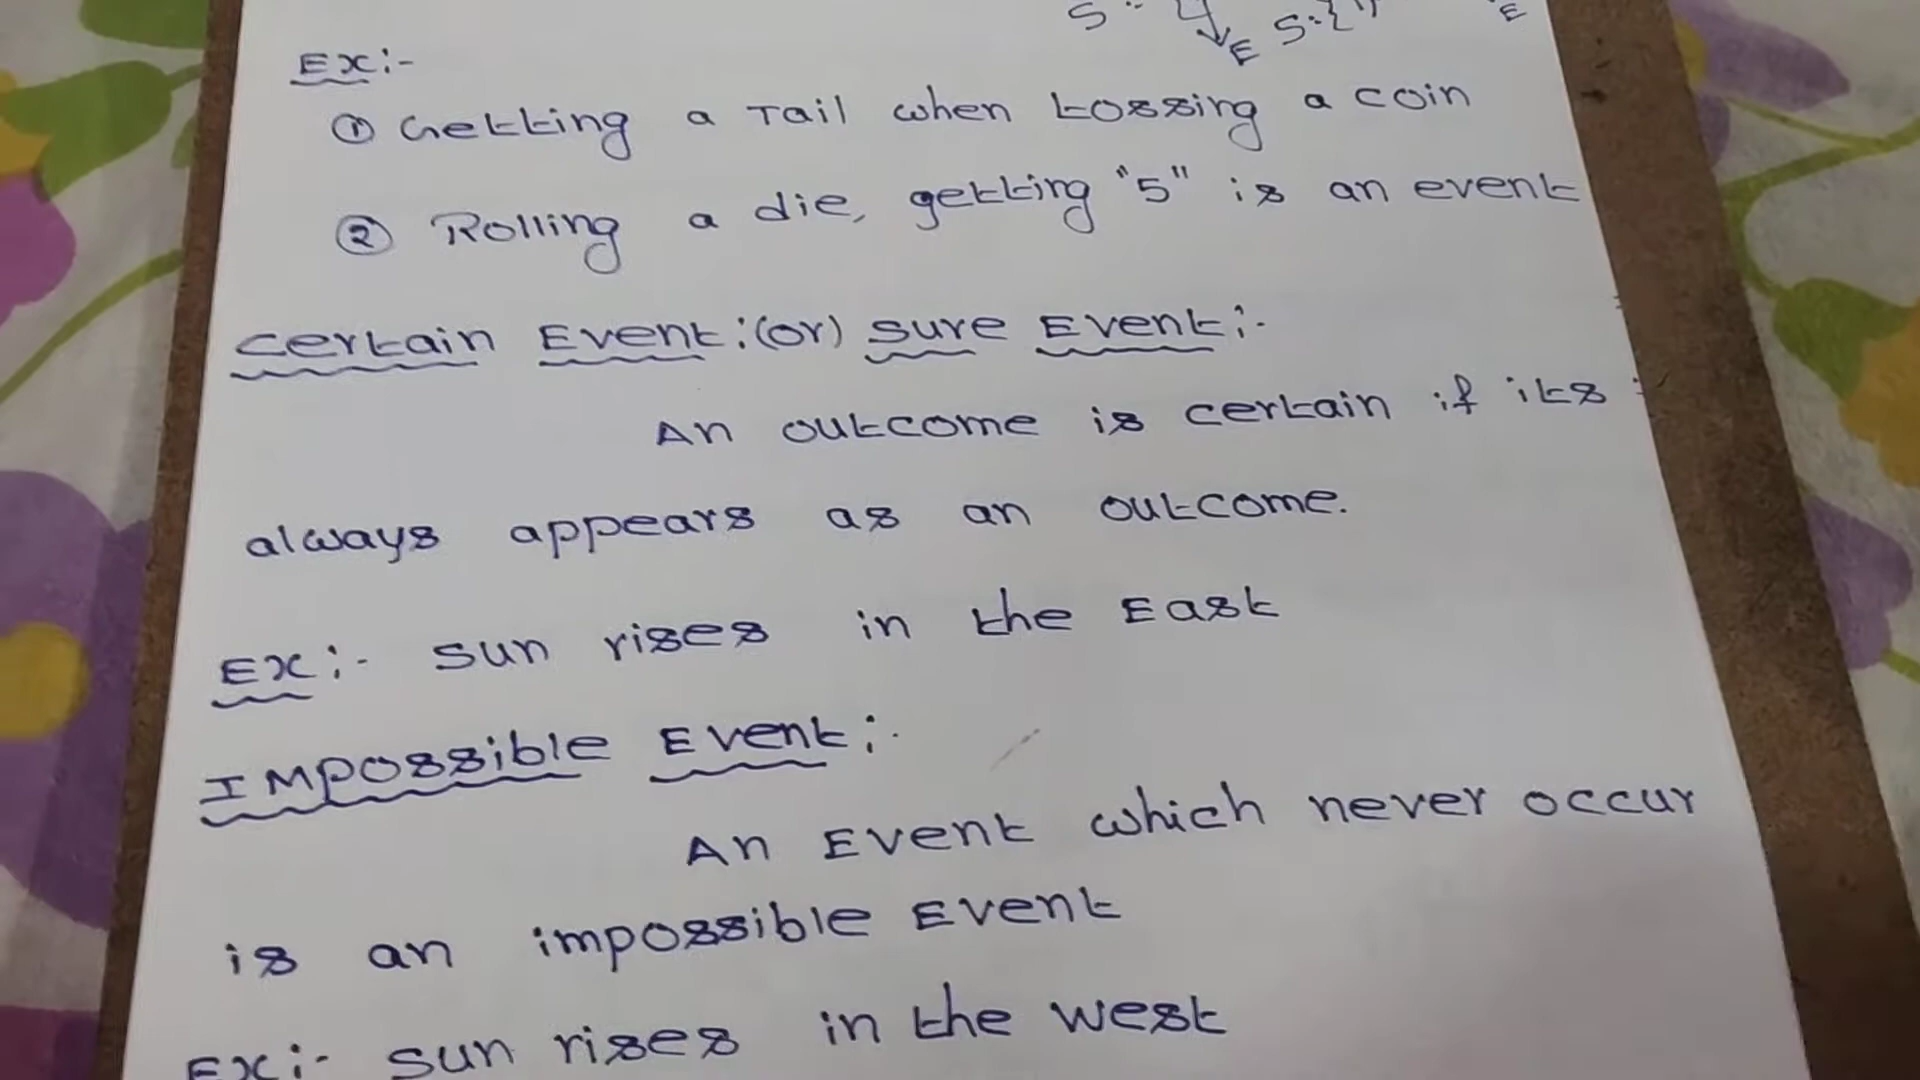 Ex:-
① Getting a Tail when tossing a coin
② Rolling a die, getting "5" is an event
Certain Event:(or) Sure Event:-
An outcome is certain if its
always appears as an outcome.
Ex:- Sun rises in the East
Impossible Event:-
An Event which never occur
is an impossible Event
Ex:- Sun rises in the west